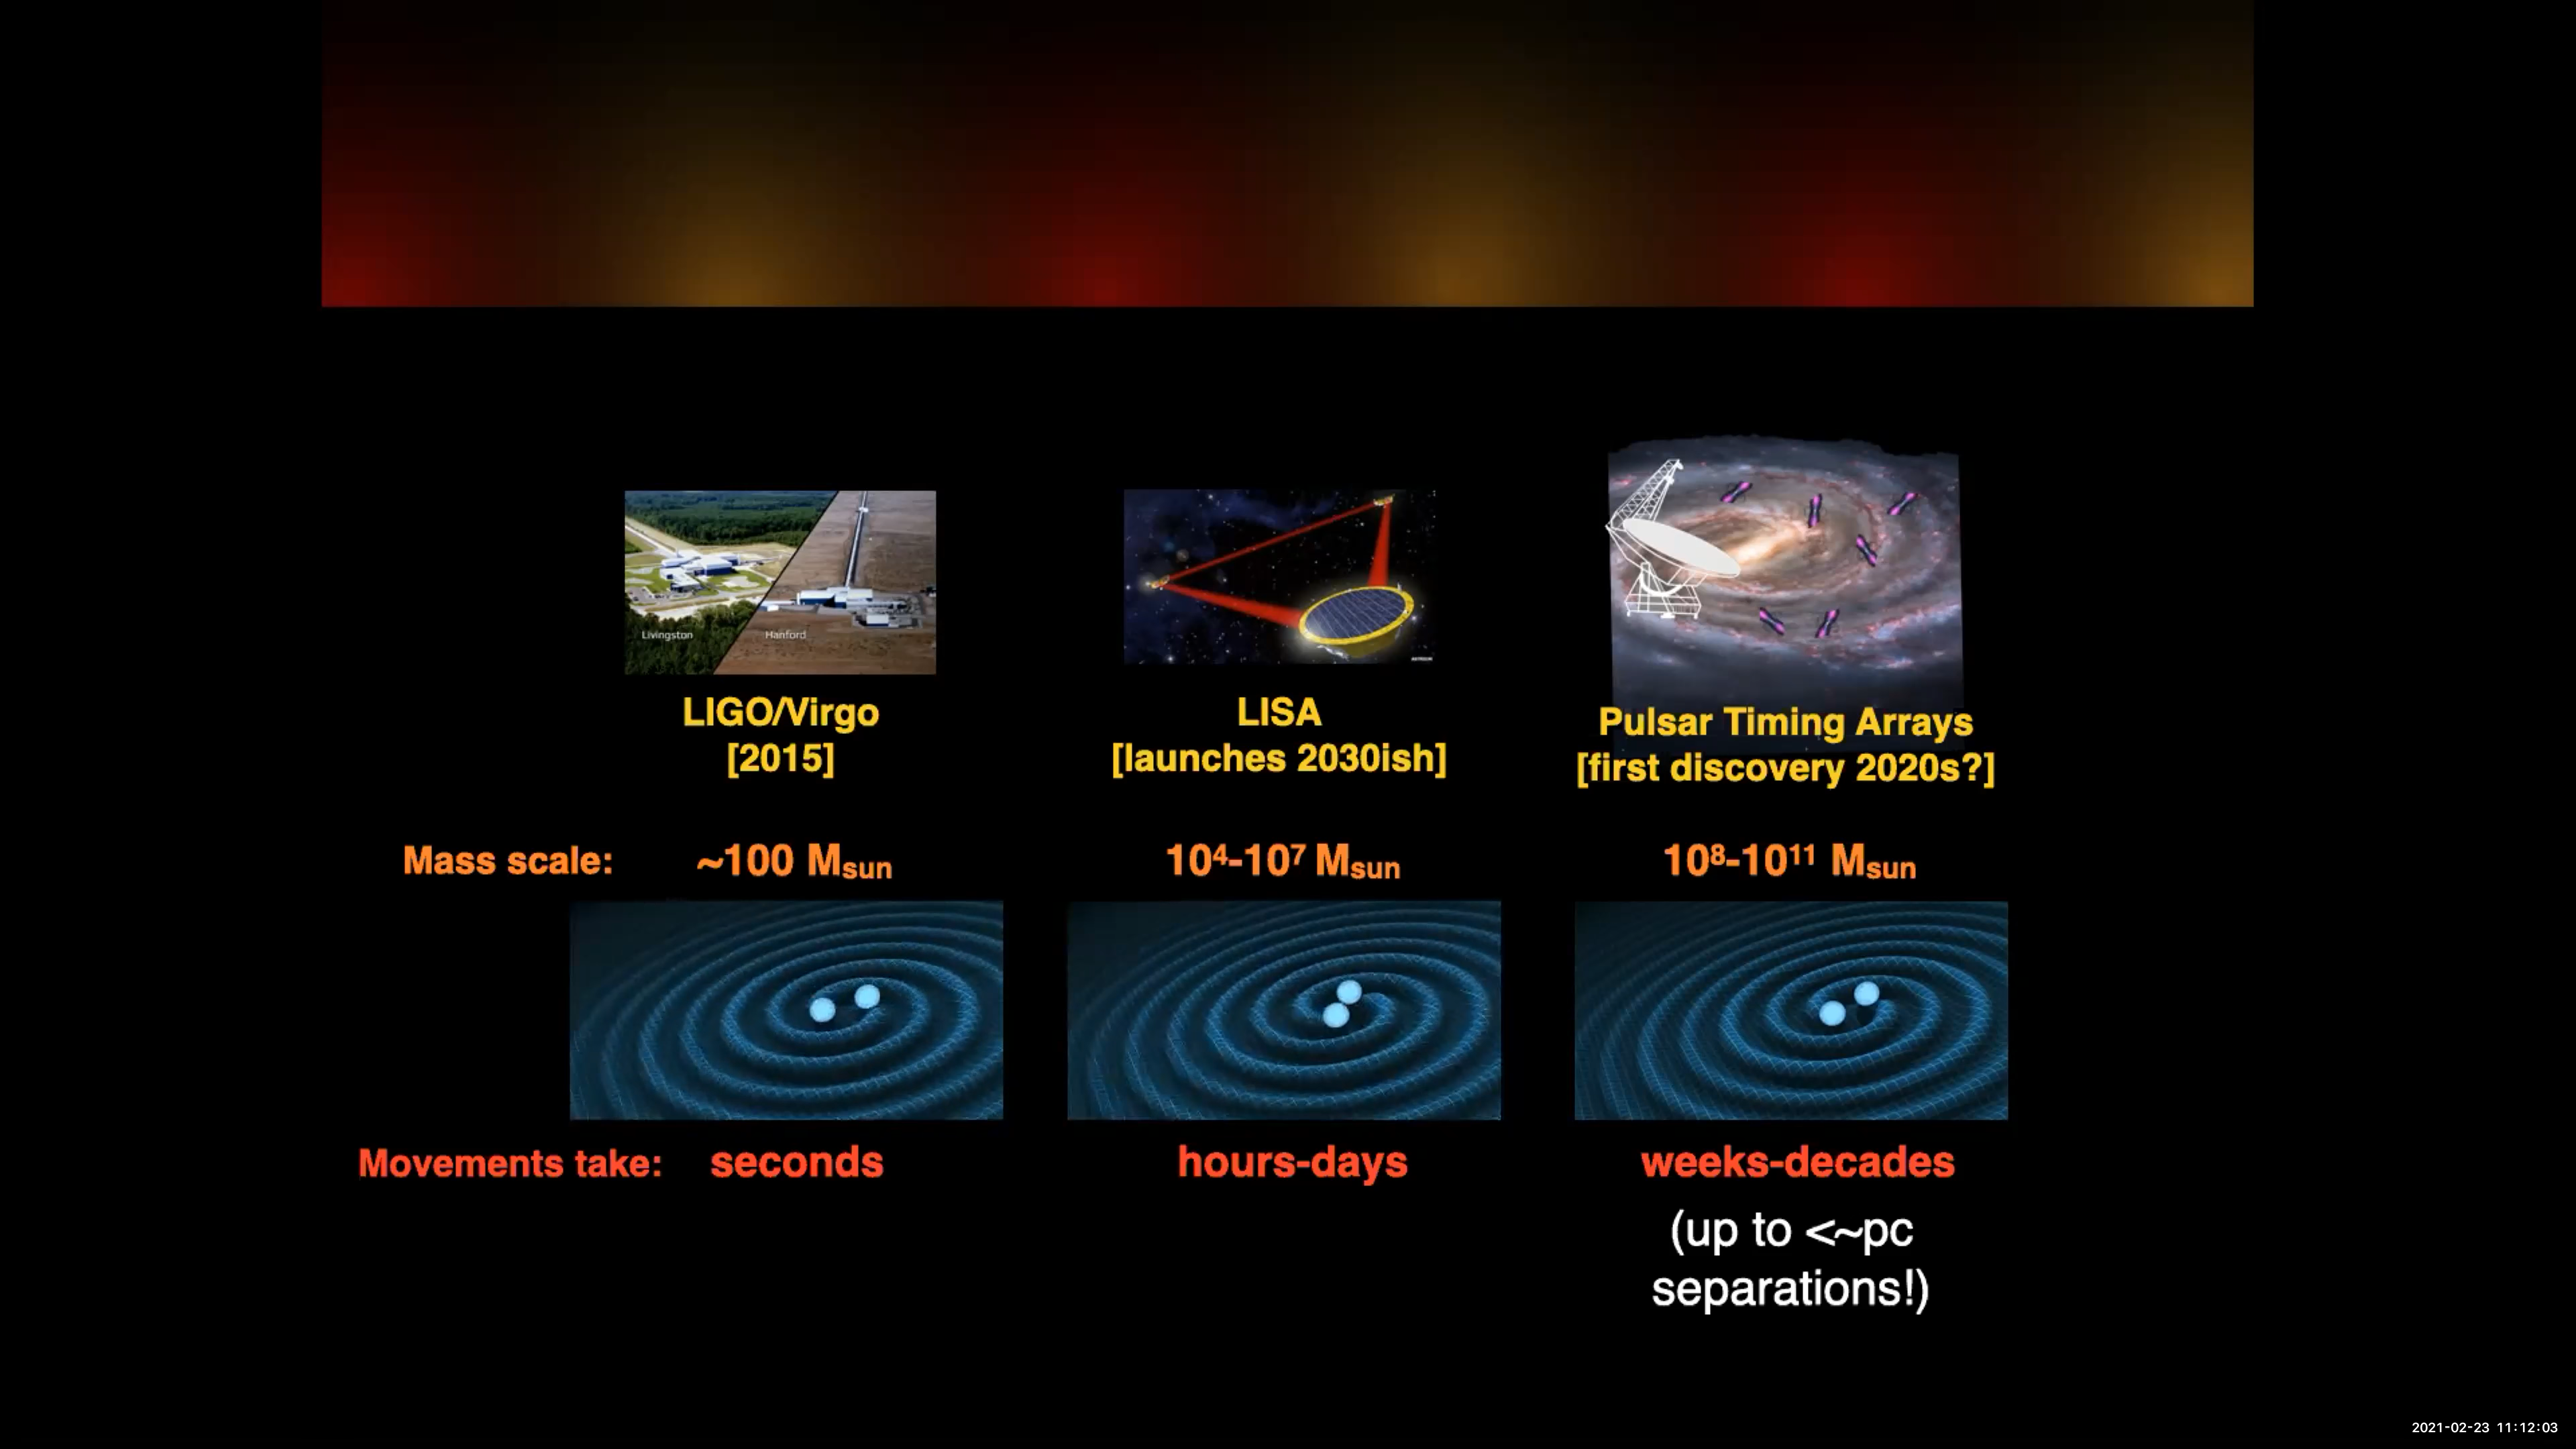 Livingston
Hanford
LIGO/Virgo
[2015]
LISA
[launches 2030ish]
Pulsar Timing Arrays
[first discovery 2020s?]
Mass scale: ~100 Msun 10⁴-10⁷ Msun 10⁸-10¹¹ Msun
Movements take: seconds hours-days weeks-decades
(up to <~pc
separations!)
2021-02-23 11:12:03